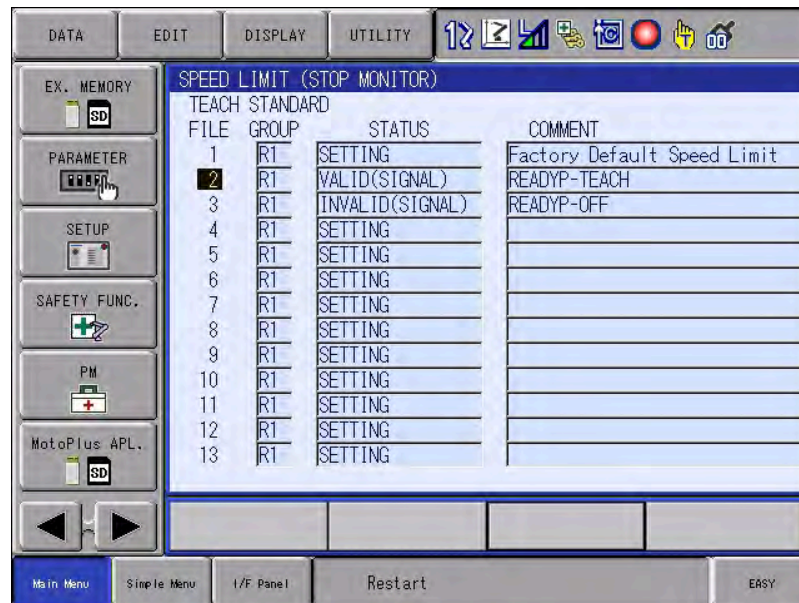 DATA EDIT DISPLAY UTILITY
EX. MEMORY
SD
PARAMETER
SETUP
SAFETY FUNC.
PM
MotoPlus APL.
SD
SPEED LIMIT (STOP MONITOR)
TEACH STANDARD
FILE GROUP STATUS COMMENT
1 R1 SETTING Factory Default Speed Limit
2 R1 VALID(SIGNAL) READYP-TEACH
3 R1 INVALID(SIGNAL) READYP-OFF
4 R1 SETTING
5 R1 SETTING
6 R1 SETTING
7 R1 SETTING
8 R1 SETTING
9 R1 SETTING
10 R1 SETTING
11 R1 SETTING
12 R1 SETTING
13 R1 SETTING
Main Menu Simple Menu I/F Panel Restart EASY